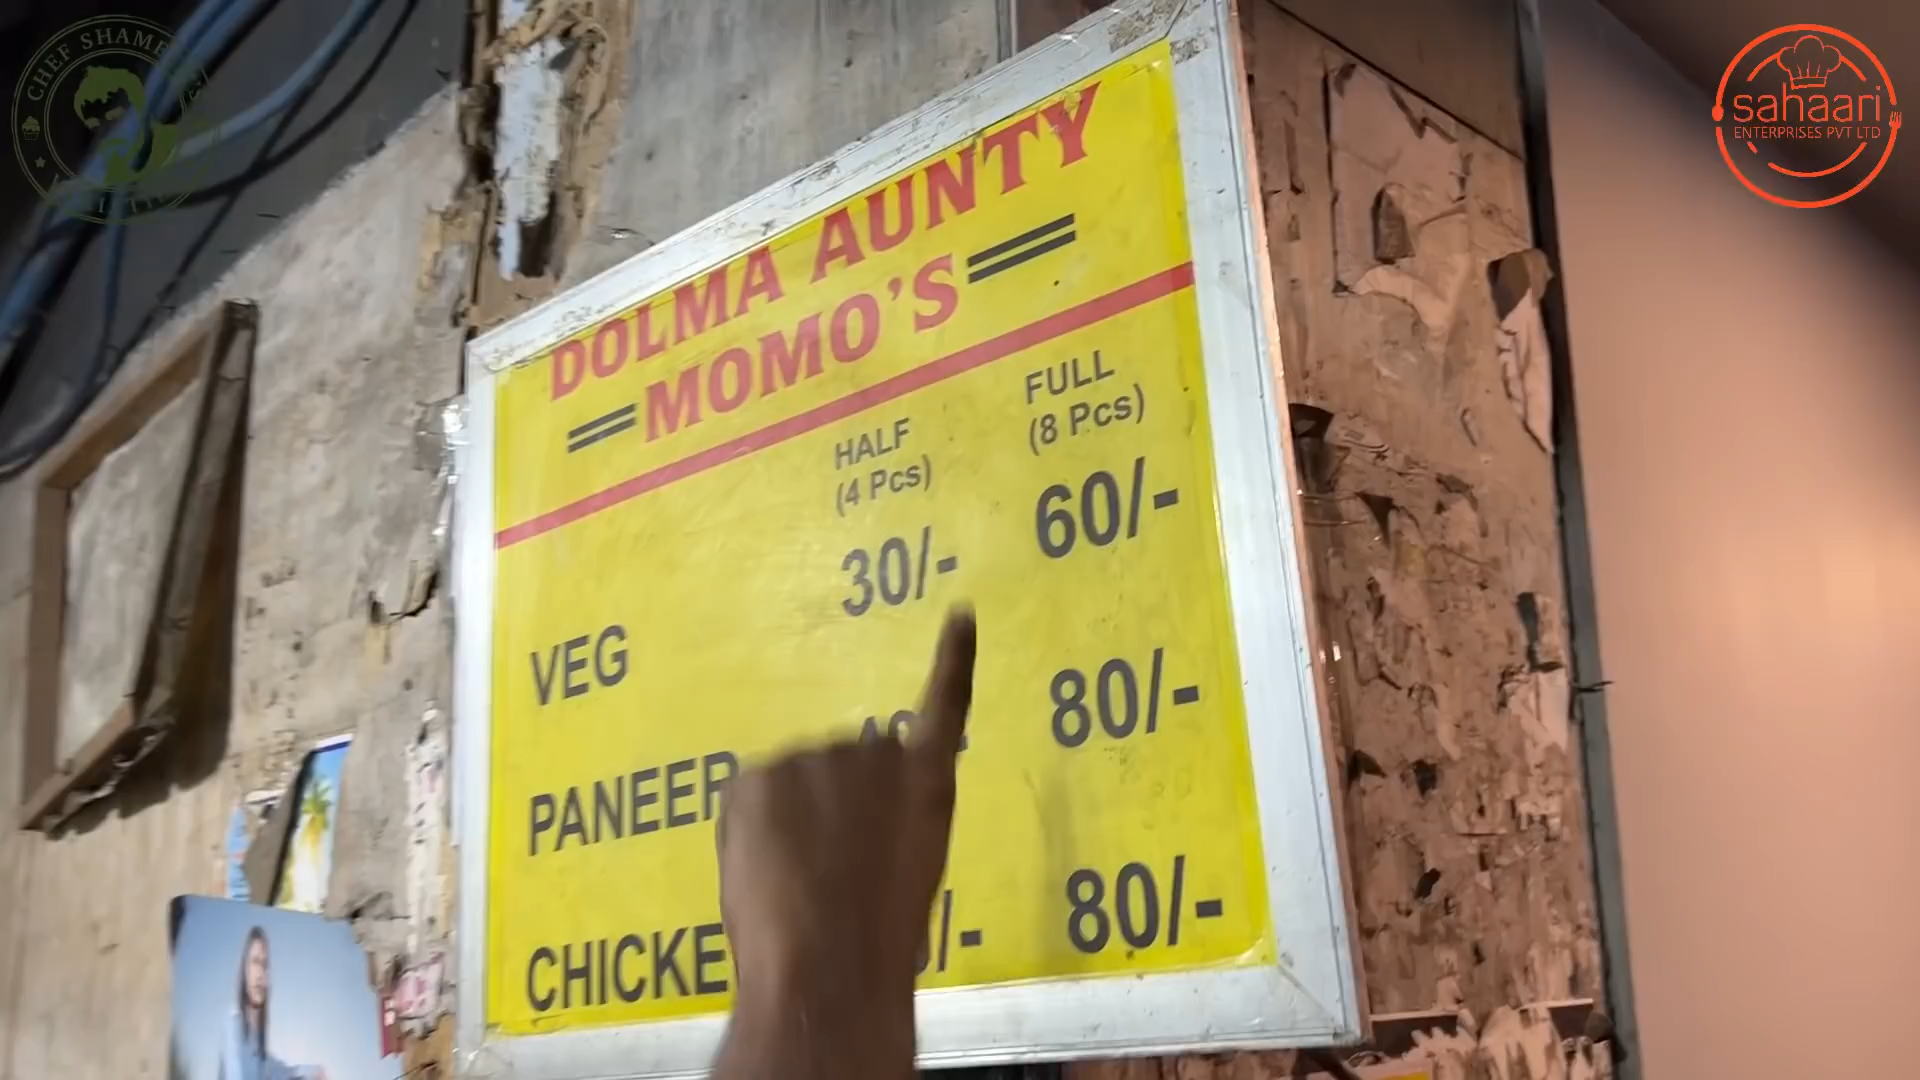 CHEF SHAME
sahaari
ENTERPRISES PVT LTD
DOLMA AUNTY
MOMO'S
HALF
(4 Pcs)
FULL
(8 Pcs)
VEG 30/- 60/-
PANEER 80/-
80/-